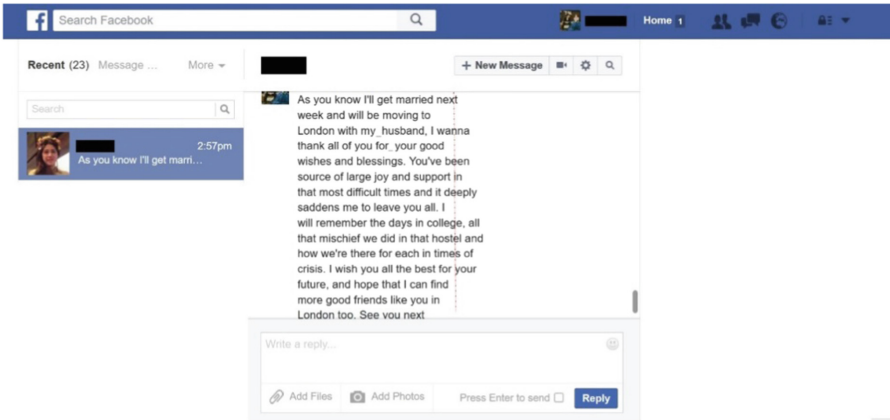 f Search Facebook Home 1
Recent (23) Message ... More
+ New Message
Search
2:57pm
As you know I'll get marri...
As you know I'll get married next
week and will be moving to
London with my_husband, I wanna
thank all of you for_your good
wishes and blessings. You've been
source of large joy and support in
that most difficult times and it deeply
saddens me to leave you all. I
will remember the days in college, all
that mischief we did in that hostel and
how we're there for each in times of
crisis. I wish you all the best for your
future, and hope that I can find
more good friends like you in
London too. See you next
Write a reply...
Add Files Add Photos Press Enter to send Reply